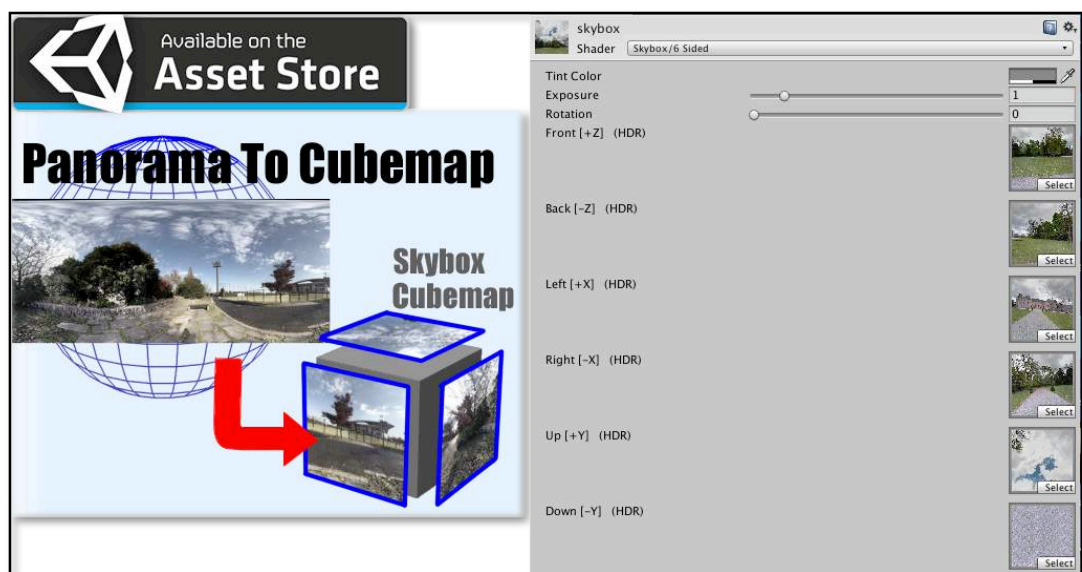 Available on the
Asset Store
Panorama To Cubemap
Skybox
Cubemap
skybox
Shader Skybox/6 Sided
Tint Color
Exposure 1
Rotation 0
Front [+Z] (HDR)
Select
Back [-Z] (HDR)
Select
Left [+X] (HDR)
Select
Right [-X] (HDR)
Select
Up [+Y] (HDR)
Select
Down [-Y] (HDR)
Select